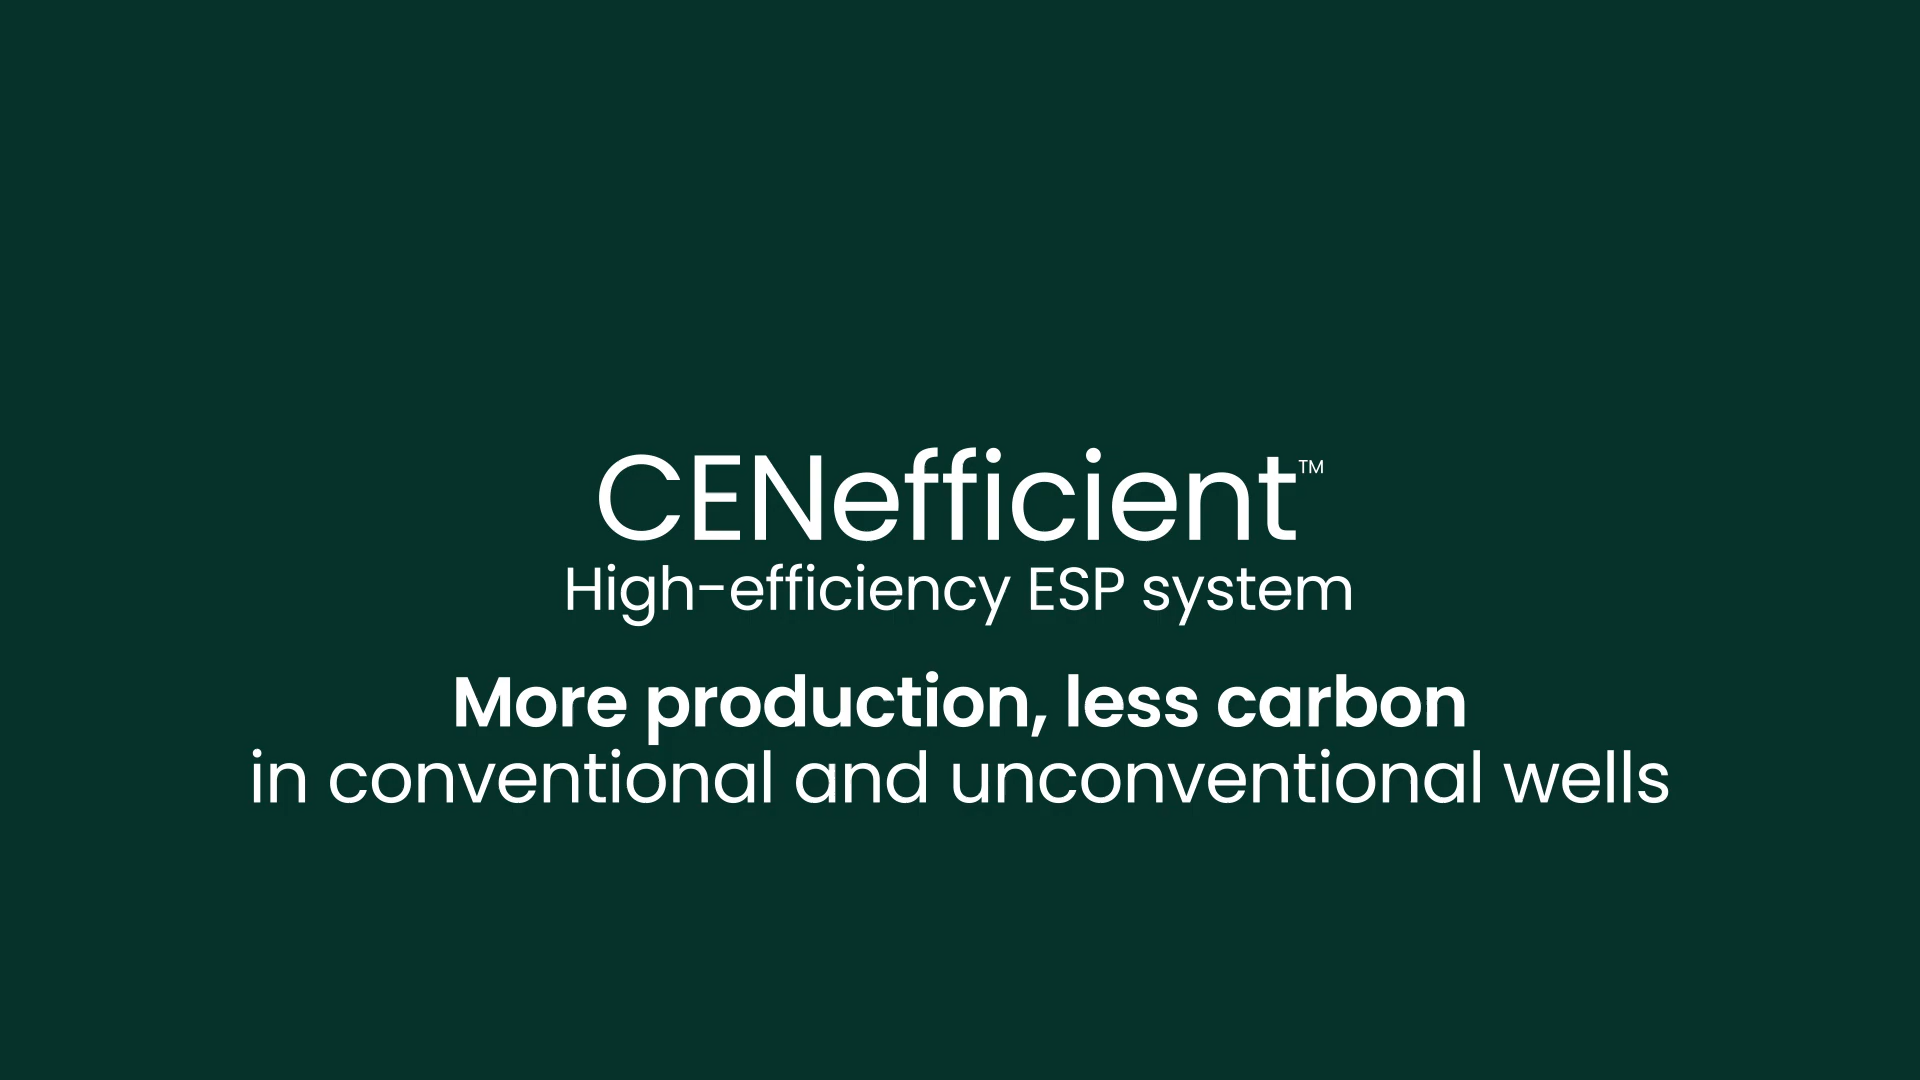 CENefficient™
High-efficiency ESP system
More production, less carbon
in conventional and unconventional wells